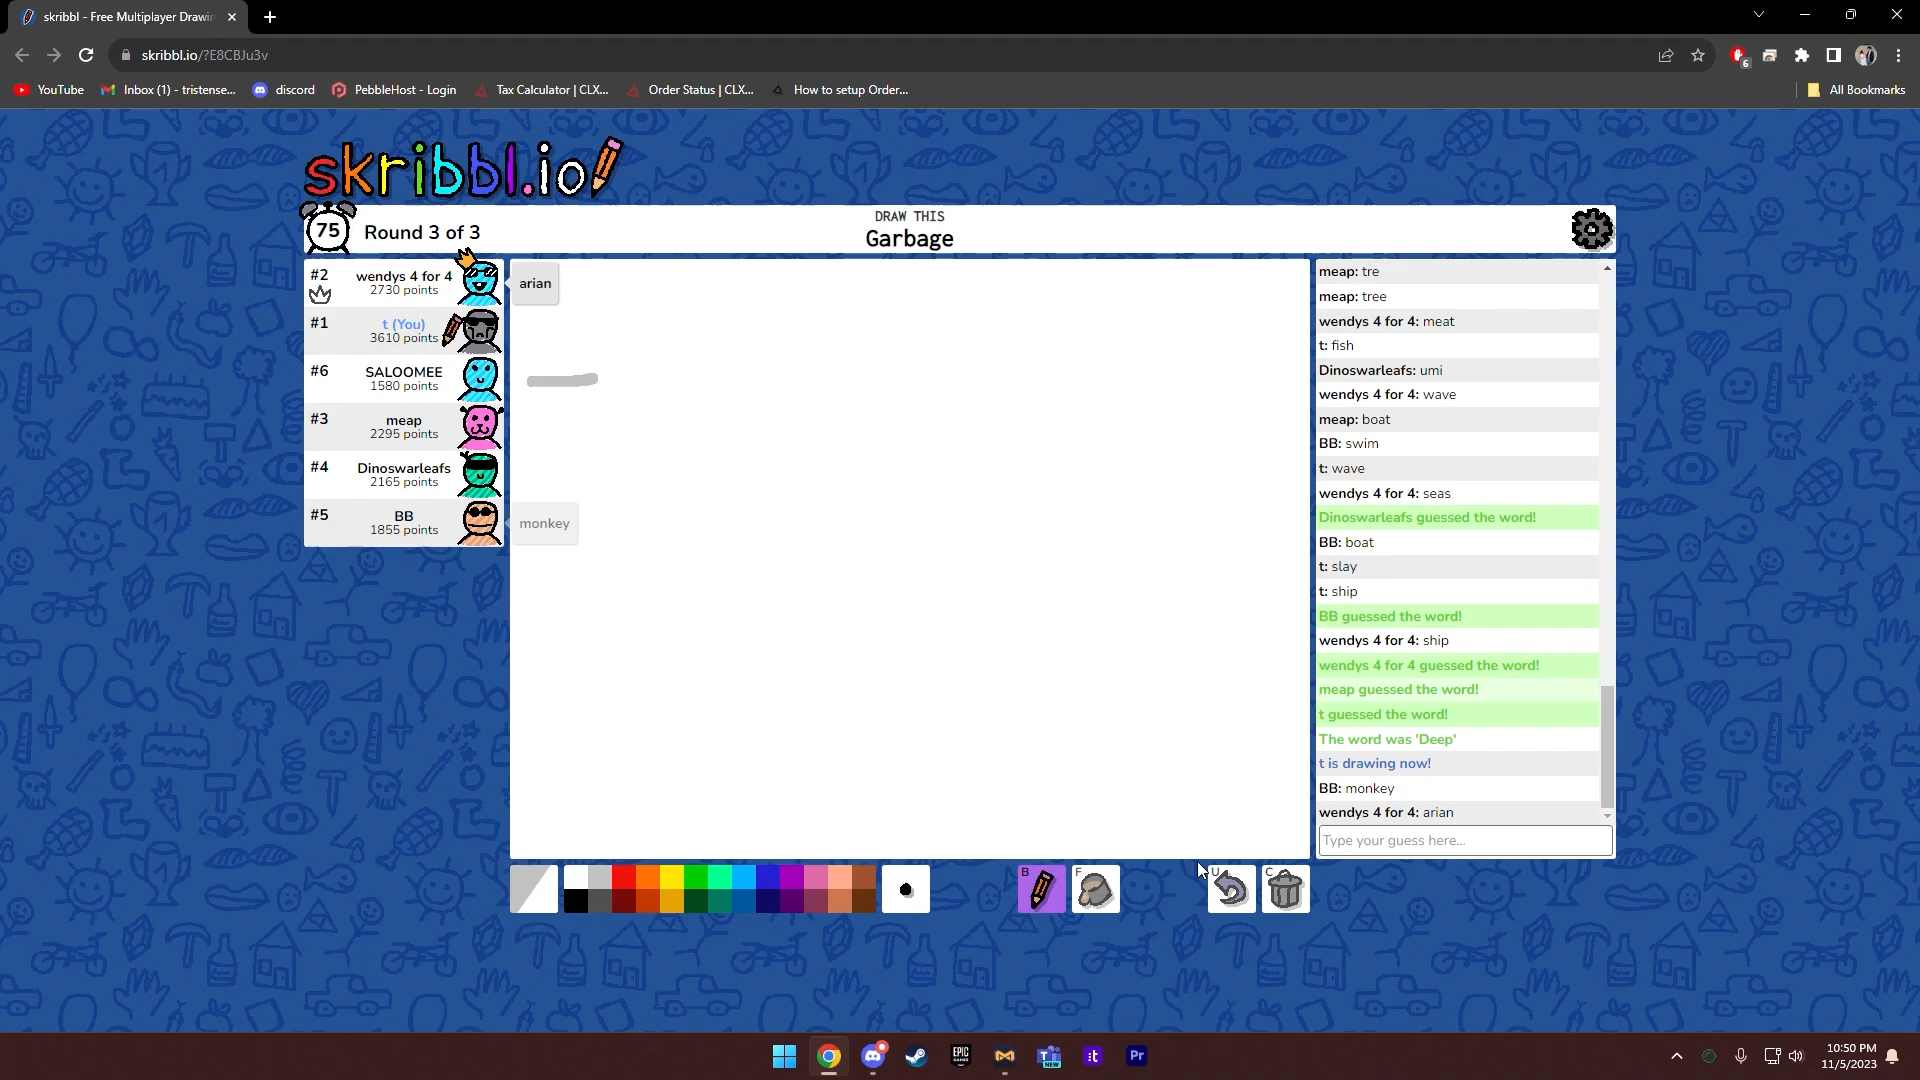 skribbl - Free Multiplayer Drawin
skribbl.io/?E8CBJu3v
6
YouTube
Inbox (1) - tristense...
discord
PebbleHost - Login
Tax Calculator | CLX...
Order Status | CLX...
How to setup Order...
All Bookmarks
skribbl.io
75
Round 3 of 3
DRAW THIS
Garbage
#2
wendys 4 for 4
2730 points
arian
#1
t (You)
3610 points
#6
SALOOMEE
1580 points
#3
meap
2295 points
#4
Dinoswarleafs
2165 points
#5
BB
1855 points
monkey
meap: tre
meap: tree
wendys 4 for 4: meat
t: fish
Dinoswarleafs: umi
wendys 4 for 4: wave
meap: boat
BB: swim
t: wave
wendys 4 for 4: seas
Dinoswarleafs guessed the word!
BB: boat
t: slay
t: ship
BB guessed the word!
wendys 4 for 4: ship
wendys 4 for 4 guessed the word!
meap guessed the word!
t guessed the word!
The word was 'Deep'
t is drawing now!
BB: monkey
wendys 4 for 4: arian
Type your guess here...
B
F
U
C
EPIC
GAMES
T
NEW
:t
Pr
10:50 PM
11/5/2023